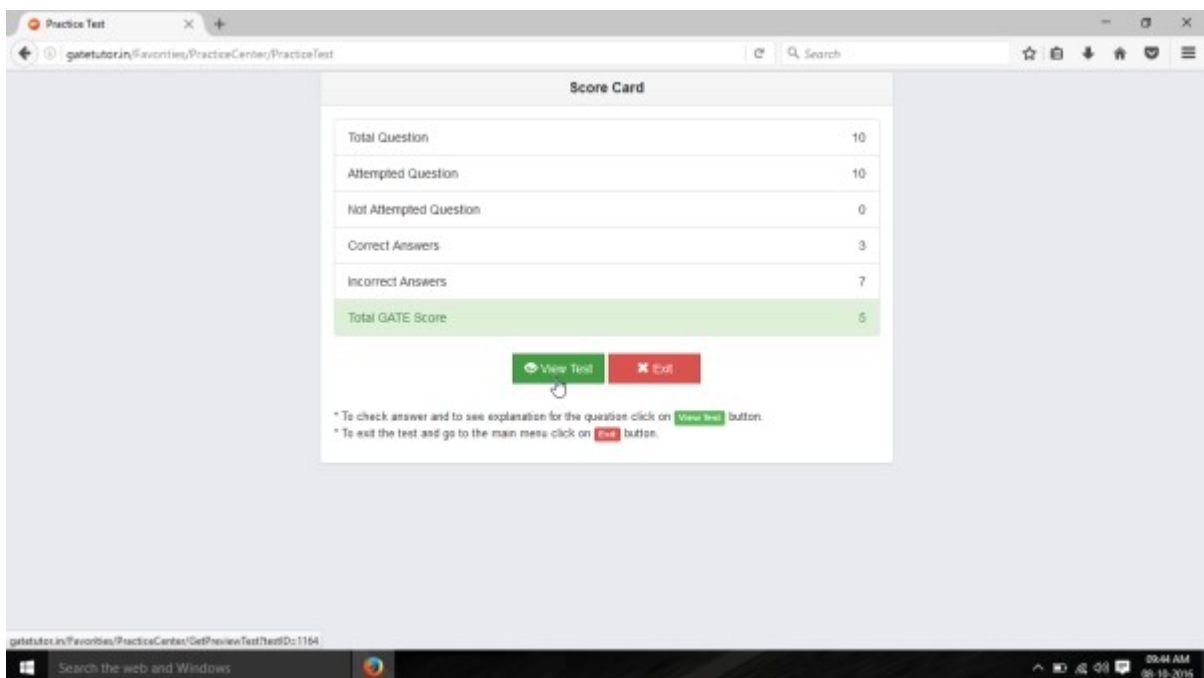 Practice Test
gatetutor.in/Favorities/PracticeCenter/PracticeTest
Search
Score Card
Total Question 10
Attempted Question 10
Not Attempted Question 0
Correct Answers 3
Incorrect Answers 7
Total GATE Score 5
View Test Exit
* To check answer and to see explanation for the question click on View Test button.
* To exit the test and go to the main menu click on Exit button.
gatetutor.in/Favorities/PracticeCenter/GetPreviewTest?testID=1164
Search the web and Windows
09:44 AM
08-10-2016